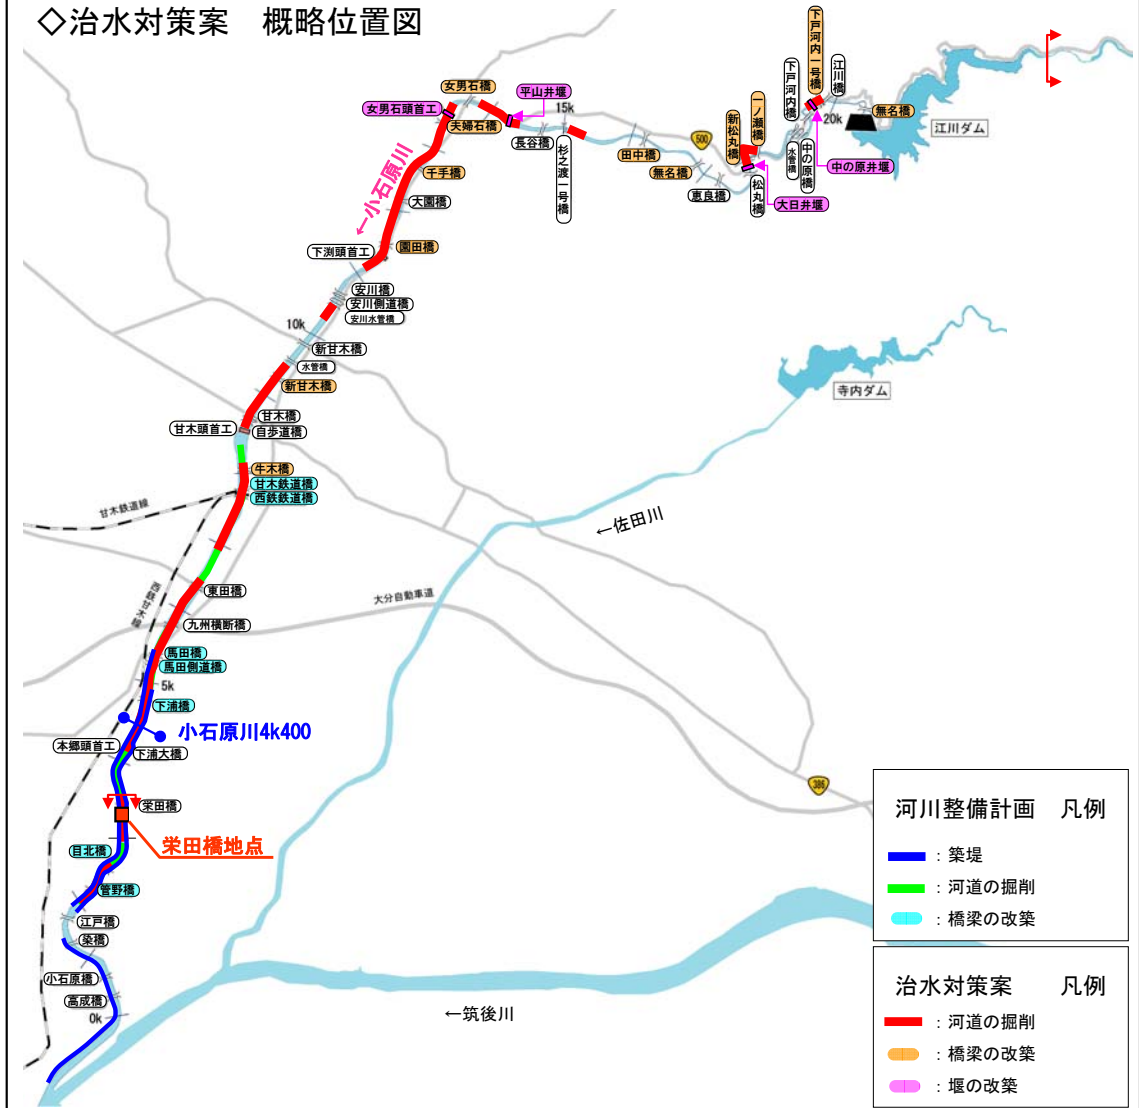 ◇治水対策案　概略位置図
下戸河内一号橋
江川橋
下戸河内橋
女男石橋
平山井堰
15k
女男石頭首工
夫婦石橋
一ノ瀬橋
新松丸橋
20k
無名橋
江川ダム
長谷橋
杉之渡一号橋
田中橋
500
水管橋
中の原橋
中の原井堰
千手橋
無名橋
恵良橋
松丸橋
大日井堰
←小石原川
大園橋
下渕頭首工
園田橋
安川橋
安川側道橋
安川水管橋
10k
新甘木橋
水管橋
新甘木橋
寺内ダム
甘木橋
甘木頭首工
自歩道橋
牛木橋
甘木鉄道橋
西鉄鉄道橋
甘木鉄道線
←佐田川
西鉄甘木線
東田橋
大分自動車道
九州横断橋
馬田橋
馬田側道橋
5k
下浦橋
小石原川4k400
本郷頭首工
下浦大橋
386
栄田橋
栄田橋地点
目北橋
管野橋
江戸橋
染橋
小石原橋
高成橋
0k
←筑後川
河川整備計画　凡例
：築堤
：河道の掘削
：橋梁の改築
治水対策案　凡例
：河道の掘削
：橋梁の改築
：堰の改築